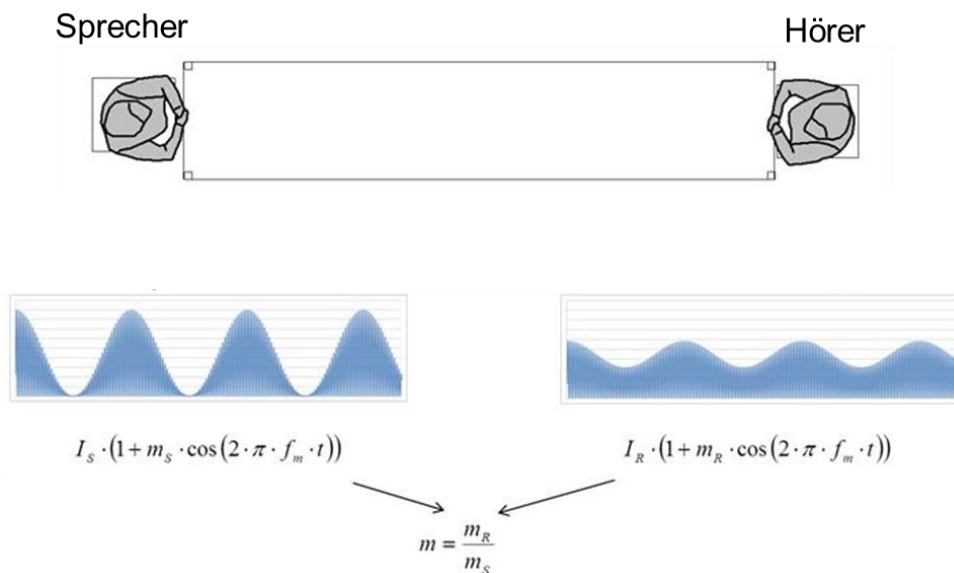 Sprecher
Hörer
I_S · (1 + m_S · cos(2 · π · f_m · t))
I_R · (1 + m_R · cos(2 · π · f_m · t))
m = m_R / m_S